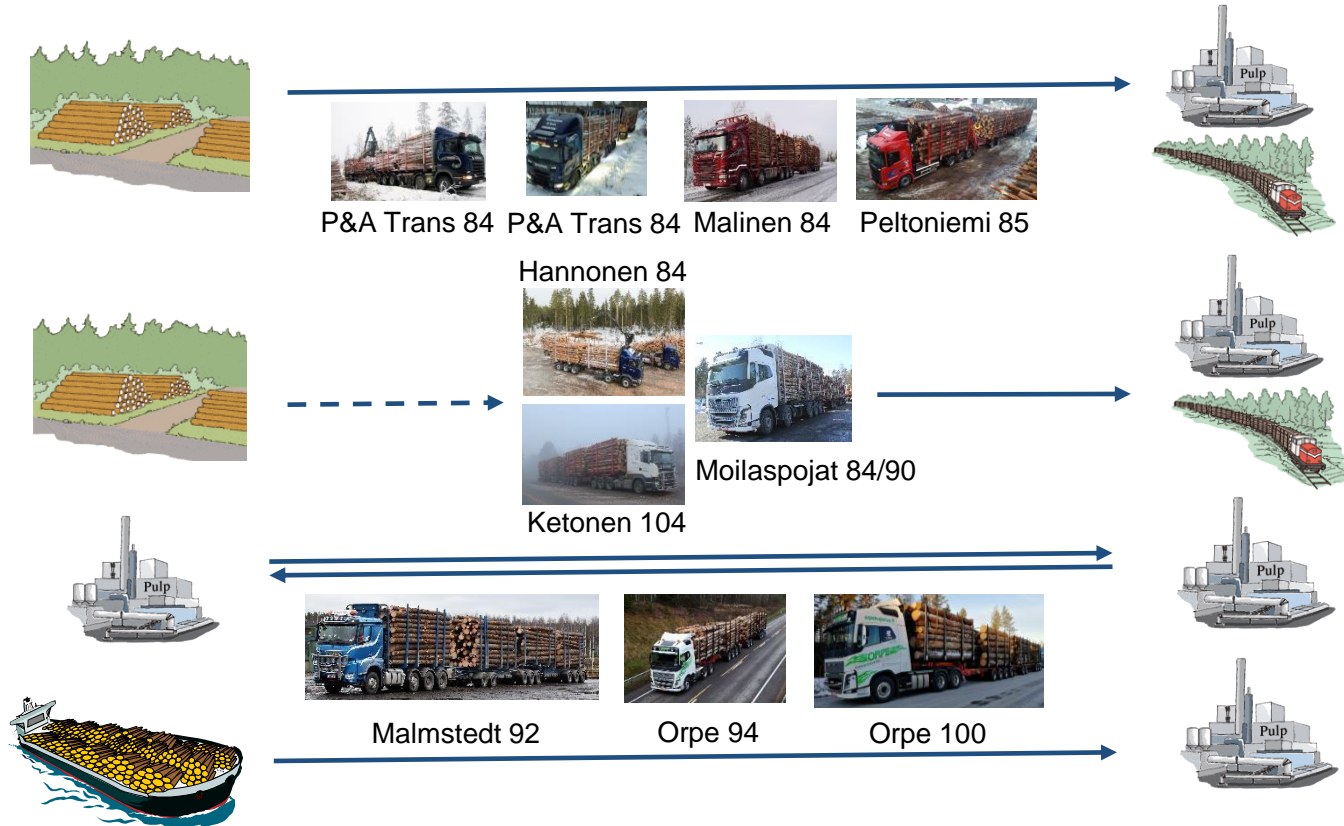 Pulp
P&A Trans 84
P&A Trans 84
Malinen 84
Peltoniemi 85
Hannonen 84
Pulp
Moilaspojat 84/90
Ketonen 104
Pulp
Pulp
Malmstedt 92
Orpe 94
Orpe 100
Pulp